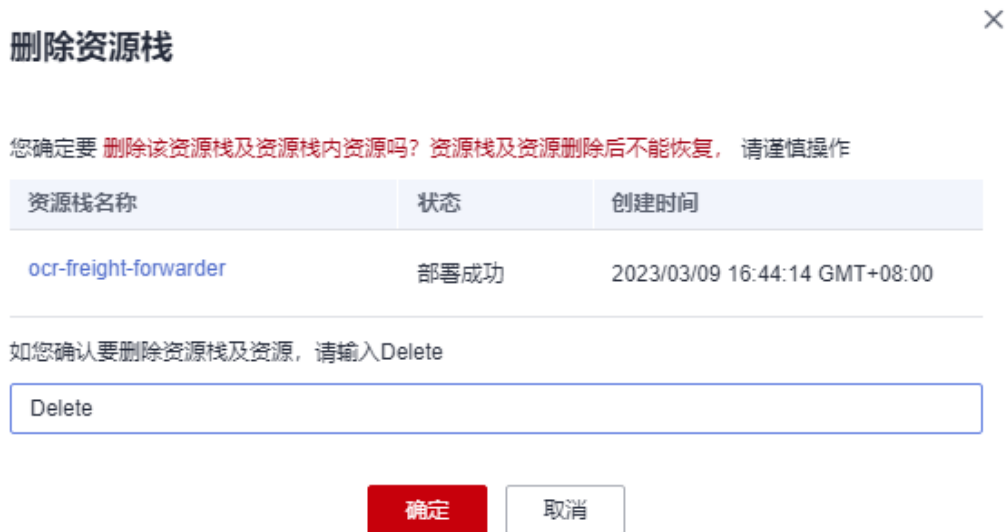 删除资源栈
您确定要 删除该资源栈及资源栈内资源吗？资源栈及资源删除后不能恢复， 请谨慎操作
资源栈名称 状态 创建时间
ocr-freight-forwarder 部署成功 2023/03/09 16:44:14 GMT+08:00
如您确认要删除资源栈及资源，请输入Delete
Delete
确定 取消